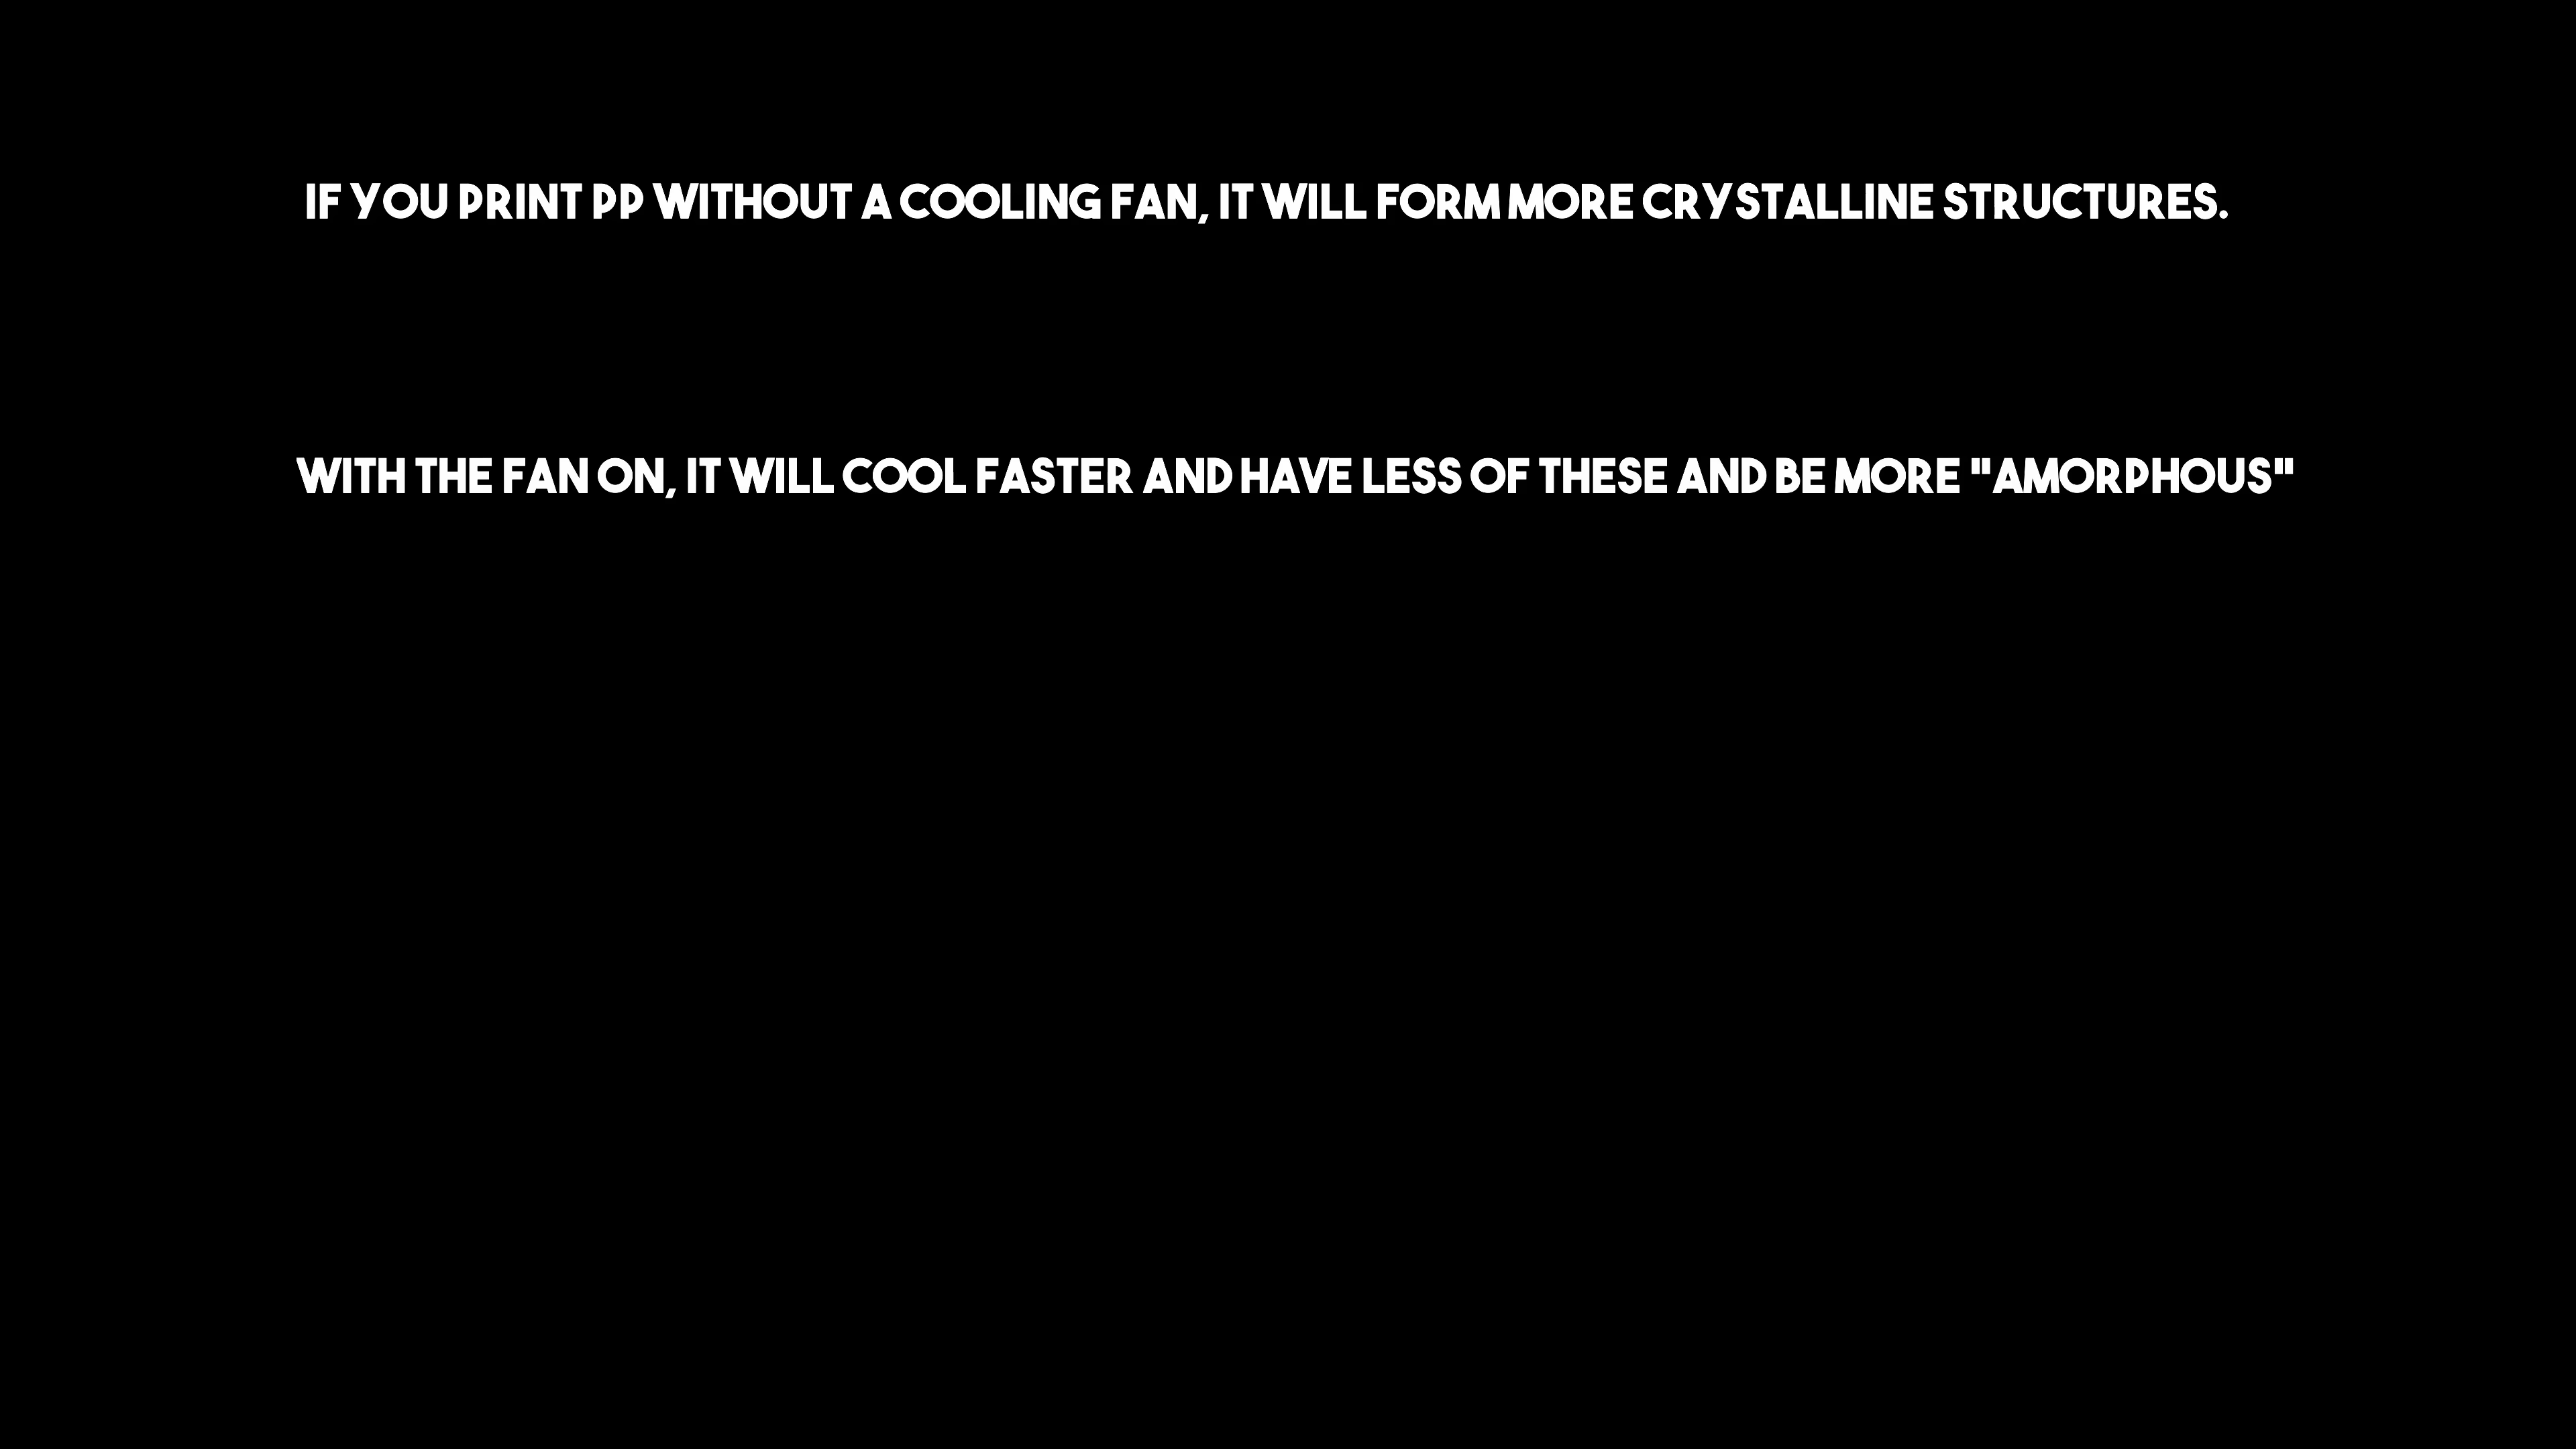 IF YOU PRINT PP WITHOUT A COOLING FAN, IT WILL FORM MORE CRYSTALLINE STRUCTURES.
WITH THE FAN ON, IT WILL COOL FASTER AND HAVE LESS OF THESE AND BE MORE "AMORPHOUS"